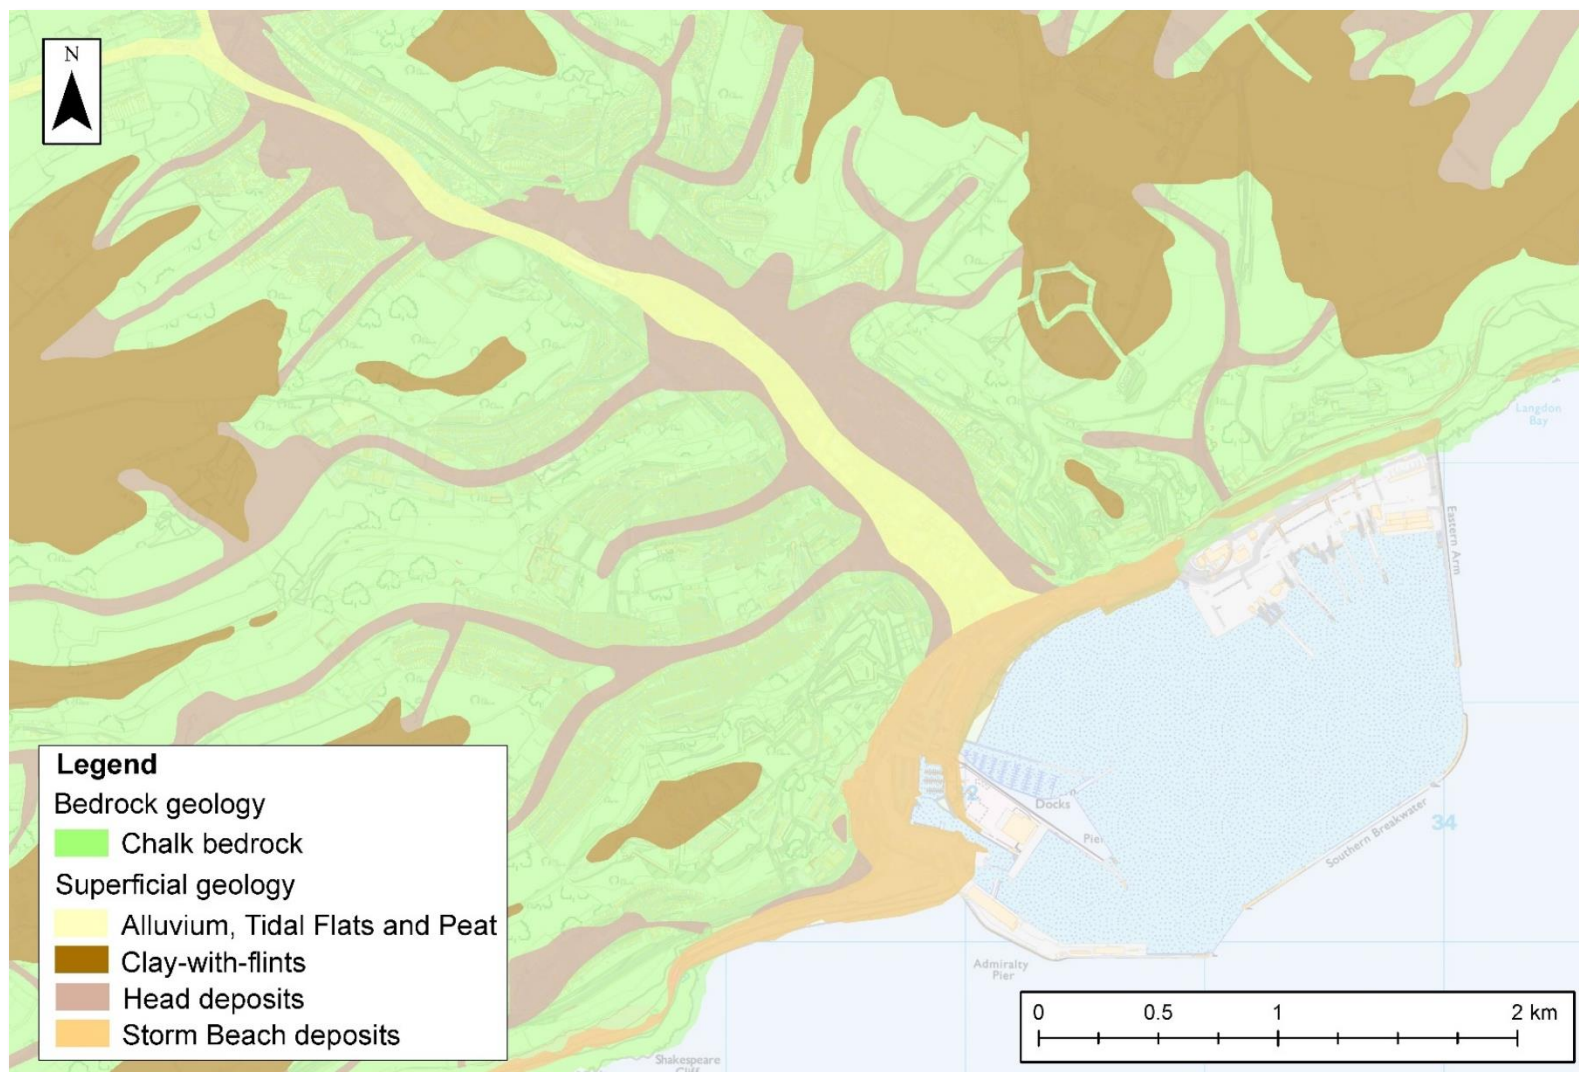 N
Langdon
Bay
Eastern Arm
Docks
Pier
34
Southern Breakwater
Admiralty
Pier
Shakespeare
Cliff
Legend
Bedrock geology
Chalk bedrock
Superficial geology
Alluvium, Tidal Flats and Peat
Clay-with-flints
Head deposits
Storm Beach deposits
0 0.5 1 2 km